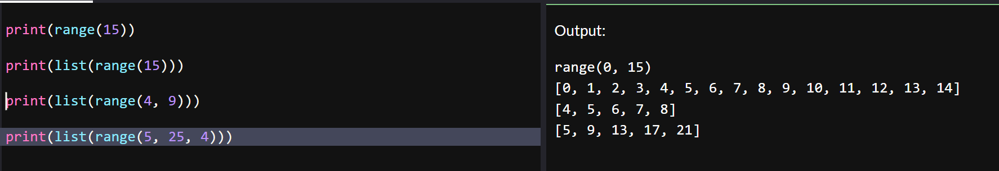 print(range(15))
print(list(range(15)))
print(list(range(4, 9)))
print(list(range(5, 25, 4)))
Output:
range(0, 15)
[0, 1, 2, 3, 4, 5, 6, 7, 8, 9, 10, 11, 12, 13, 14]
[4, 5, 6, 7, 8]
[5, 9, 13, 17, 21]